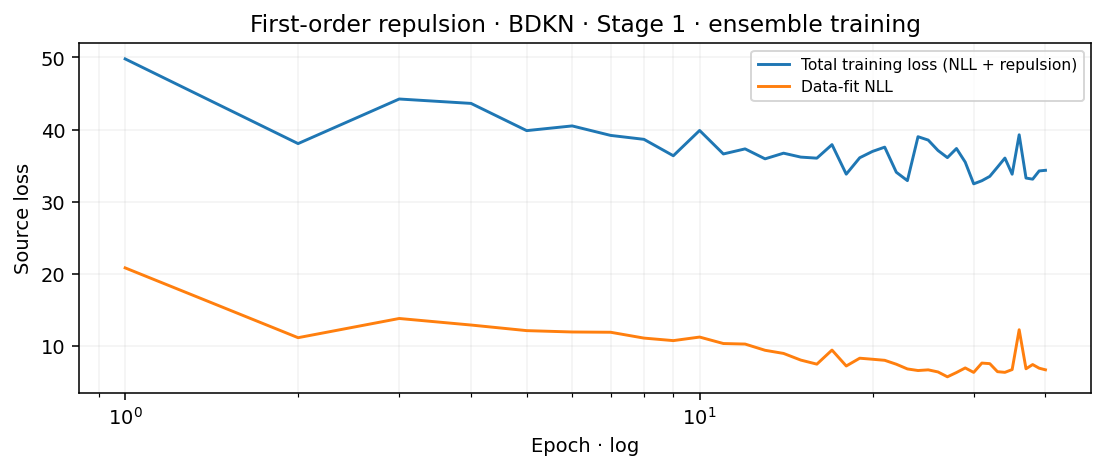 First-order repulsion · BDKN · Stage 1 · ensemble training
Total training loss (NLL + repulsion)
Data-fit NLL
Source loss
50
40
30
20
10
10⁰
10¹
Epoch · log